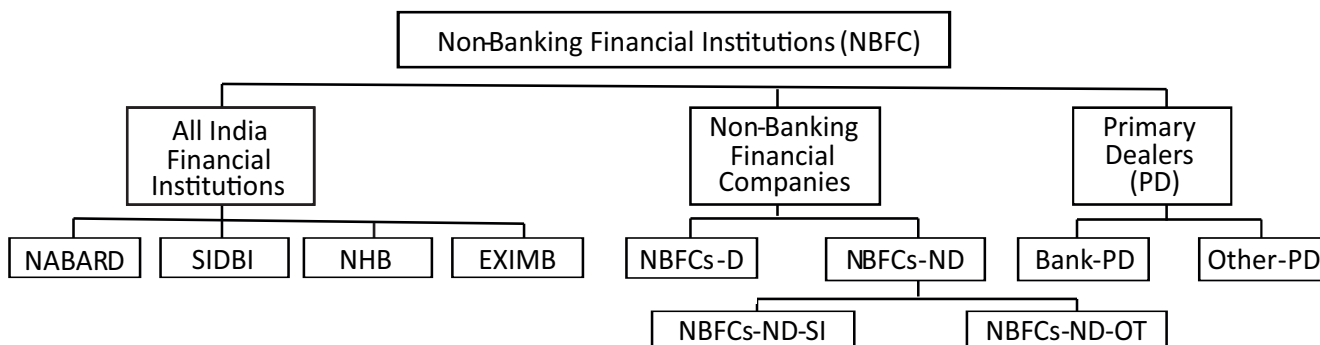 Non-Banking Financial Institutions (NBFC)
All India
Financial
Institutions
Non-Banking
Financial
Companies
Primary
Dealers
(PD)
NABARD
SIDBI
NHB
EXIMB
NBFCs-D
NBFCs-ND
Bank-PD
Other-PD
NBFCs-ND-SI
NBFCs-ND-OT